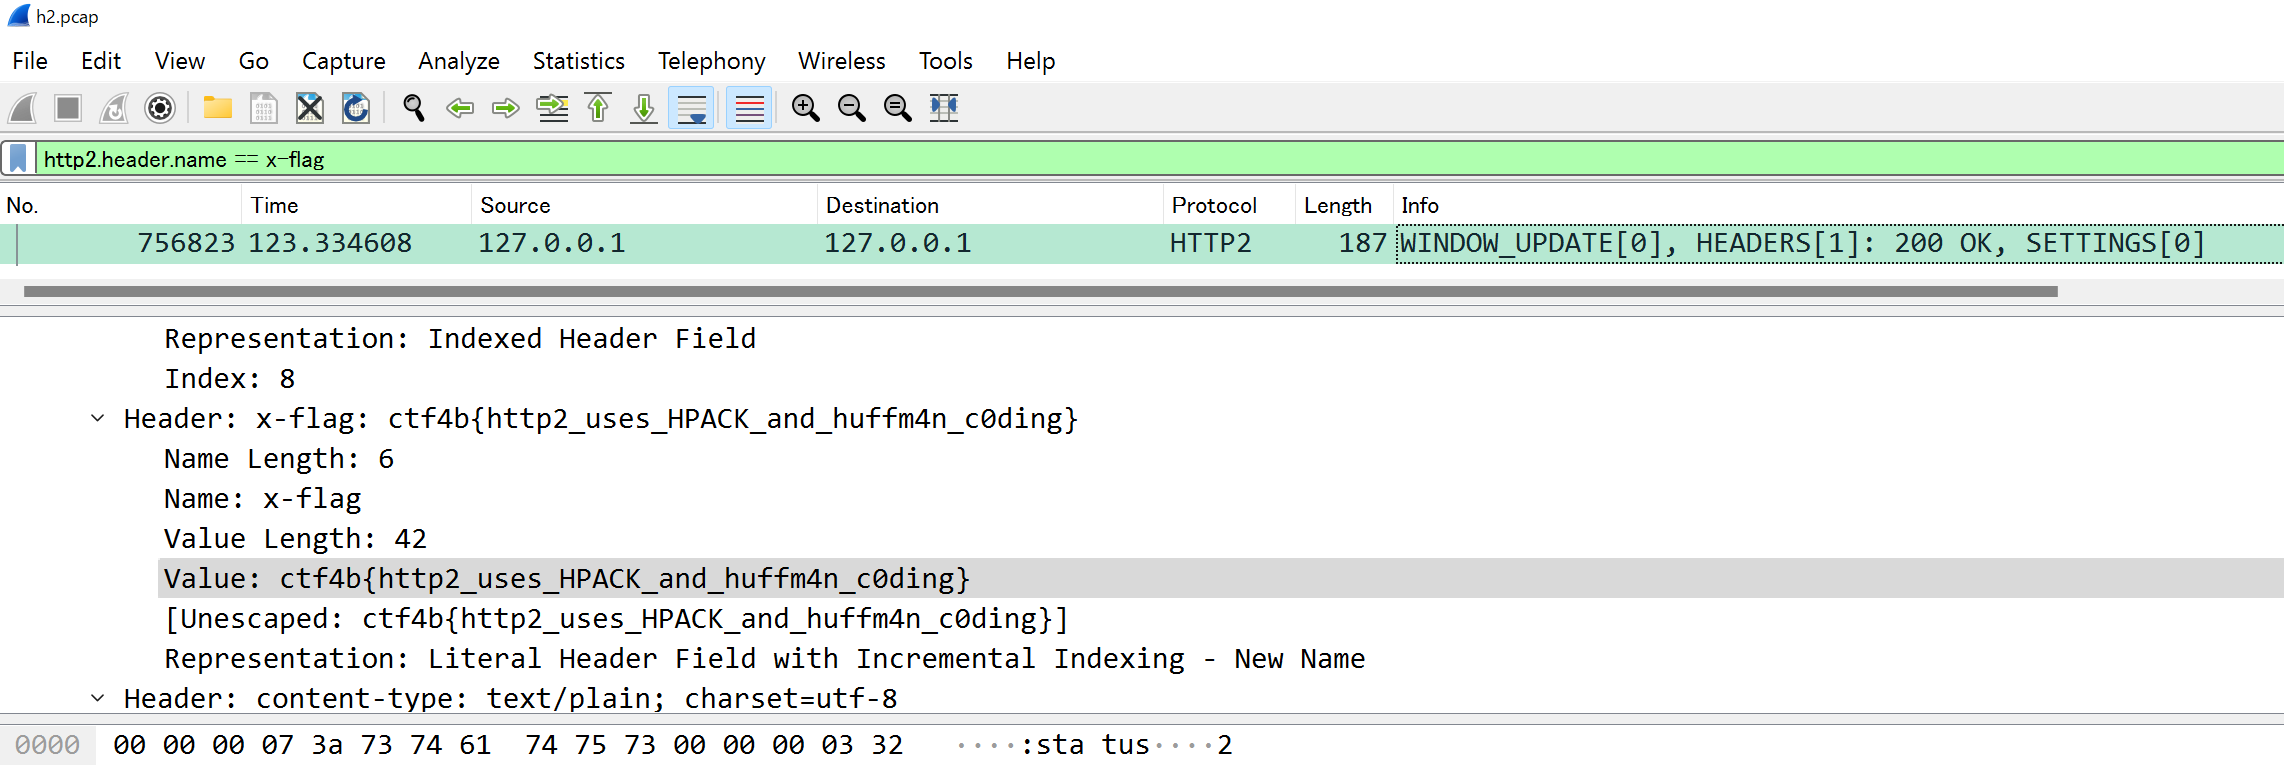 h2.pcap
File Edit View Go Capture Analyze Statistics Telephony Wireless Tools Help
http2.header.name == x-flag
No. Time Source Destination Protocol Length Info
756823 123.334608 127.0.0.1 127.0.0.1 HTTP2 187 WINDOW_UPDATE[0], HEADERS[1]: 200 OK, SETTINGS[0]
Representation: Indexed Header Field
Index: 8
Header: x-flag: ctf4b{http2_uses_HPACK_and_huffm4n_c0ding}
Name Length: 6
Name: x-flag
Value Length: 42
Value: ctf4b{http2_uses_HPACK_and_huffm4n_c0ding}
[Unescaped: ctf4b{http2_uses_HPACK_and_huffm4n_c0ding}]
Representation: Literal Header Field with Incremental Indexing - New Name
Header: content-type: text/plain; charset=utf-8
0000 00 00 00 07 3a 73 74 61 74 75 73 00 00 00 03 32 ····:sta tus····2